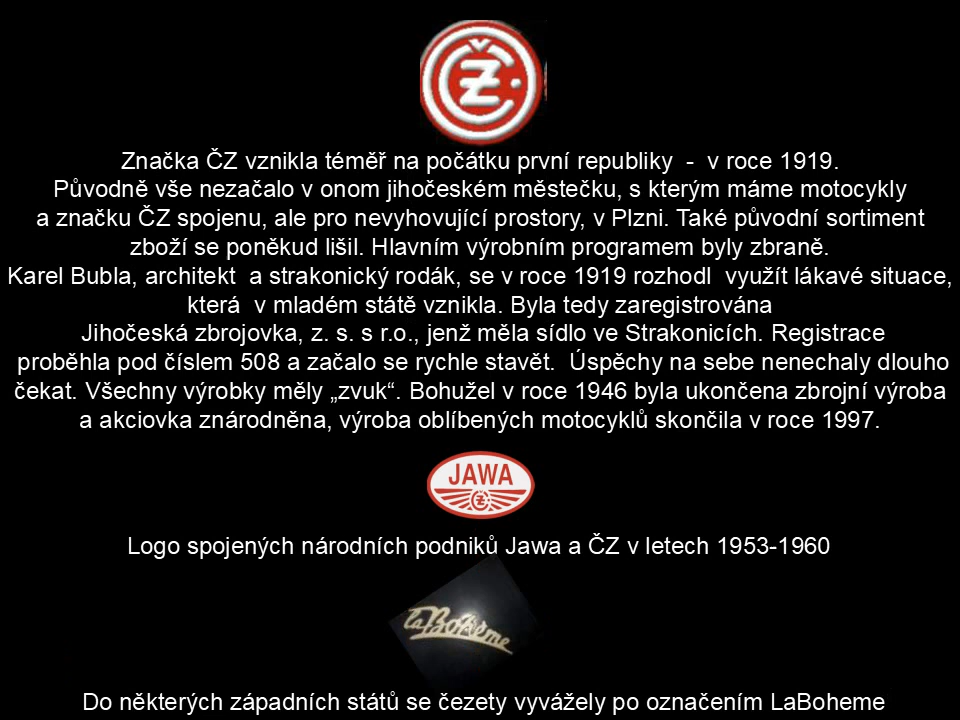 ČZ
Značka ČZ vznikla téměř na počátku první republiky - v roce 1919.
Původně vše nezačalo v onom jihočeském městečku, s kterým máme motocykly
a značku ČZ spojenu, ale pro nevyhovující prostory, v Plzni. Také původní sortiment
zboží se poněkud lišil. Hlavním výrobním programem byly zbraně.
Karel Bubla, architekt a strakonický rodák, se v roce 1919 rozhodl využít lákavé situace,
která v mladém státě vznikla. Byla tedy zaregistrována
Jihočeská zbrojovka, z. s. s r.o., jenž měla sídlo ve Strakonicích. Registrace
proběhla pod číslem 508 a začalo se rychle stavět. Úspěchy na sebe nenechaly dlouho
čekat. Všechny výrobky měly „zvuk“. Bohužel v roce 1946 byla ukončena zbrojní výroba
a akciovka znárodněna, výroba oblíbených motocyklů skončila v roce 1997.
JAWA
ČZ
Logo spojených národních podniků Jawa a ČZ v letech 1953-1960
LaBohème
Do některých západních států se čezety vyvážely po označením LaBoheme